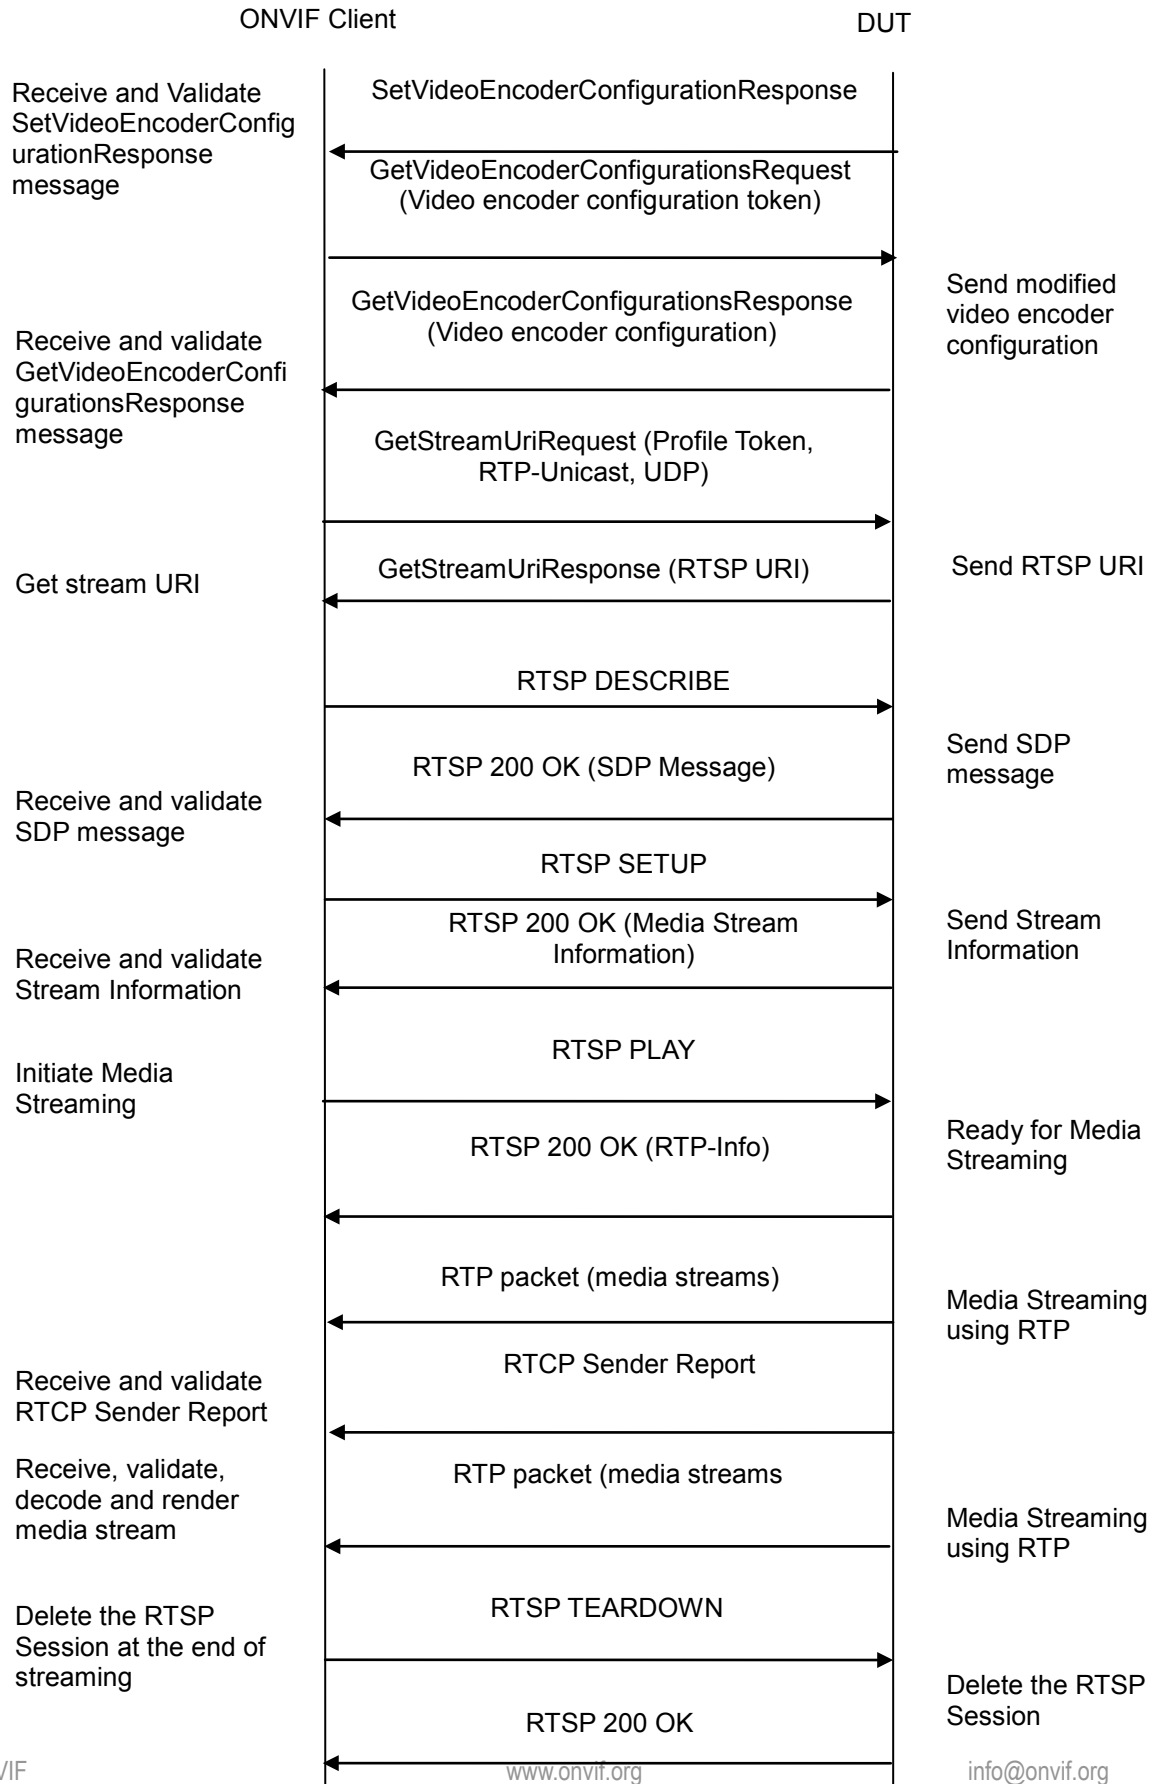 ONVIF Client
DUT
SetVideoEncoderConfigurationResponse
Receive and Validate
SetVideoEncoderConfig
urationResponse
message
GetVideoEncoderConfigurationsRequest
(Video encoder configuration token)
Send modified
video encoder
configuration
GetVideoEncoderConfigurationsResponse
(Video encoder configuration)
Receive and validate
GetVideoEncoderConfi
gurationsResponse
message
GetStreamUriRequest (Profile Token,
RTP-Unicast, UDP)
GetStreamUriResponse (RTSP URI)
Send RTSP URI
Get stream URI
RTSP DESCRIBE
Send SDP
message
RTSP 200 OK (SDP Message)
Receive and validate
SDP message
RTSP SETUP
RTSP 200 OK (Media Stream
Information)
Send Stream
Information
Receive and validate
Stream Information
RTSP PLAY
Initiate Media
Streaming
RTSP 200 OK (RTP-Info)
Ready for Media
Streaming
RTP packet (media streams)
Media Streaming
using RTP
RTCP Sender Report
Receive and validate
RTCP Sender Report
Receive, validate,
decode and render
media stream
RTP packet (media streams
Media Streaming
using RTP
RTSP TEARDOWN
Delete the RTSP
Session at the end of
streaming
Delete the RTSP
Session
RTSP 200 OK
VIF
www.onvif.org
info@onvif.org